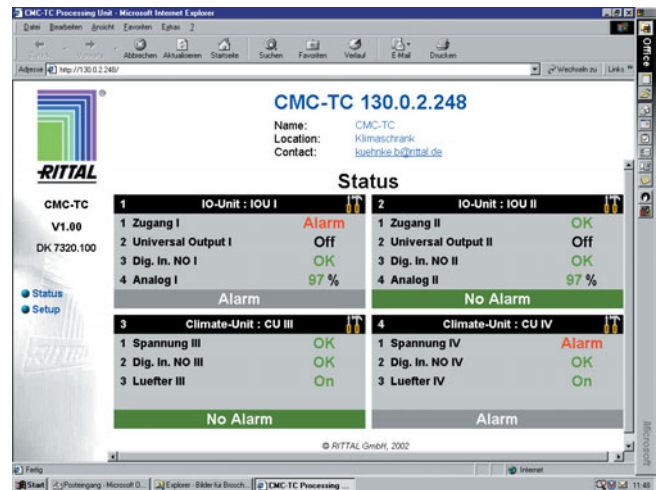 CMC-TC Processing Unit - Microsoft Internet Explorer
Datei Bearbeiten Ansicht Favoriten Extras ?
Abbrechen Aktualisieren Startseite Suchen Favoriten Verlauf E-Mail Drucken
Adresse http://130.0.2.248/ Wechseln zu Links »
Office
®
RITTAL
CMC-TC
V1.00
DK 7320.100
Status
Setup
CMC-TC 130.0.2.248
Name: CMC-TC
Location: Klimaschrank
Contact: kuehnke.b@rittal.de
Status
1 IO-Unit : IOU I
1 Zugang I Alarm
2 Universal Output I Off
3 Dig. In. NO I OK
4 Analog I 97 %
Alarm
2 IO-Unit : IOU II
1 Zugang II OK
2 Universal Output II Off
3 Dig. In. NO II OK
4 Analog II 97 %
No Alarm
3 Climate-Unit : CU III
1 Spannung III OK
2 Dig. In. NO III OK
3 Luefter III On
No Alarm
4 Climate-Unit : CU IV
1 Spannung IV Alarm
2 Dig. In. NO IV OK
3 Luefter IV On
Alarm
© RITTAL GmbH, 2002
Microsoft
Fertig Internet
Start Posteingang - Microsoft O... Explorer - Bilder für Brosch... CMC-TC Processing ... 11:48